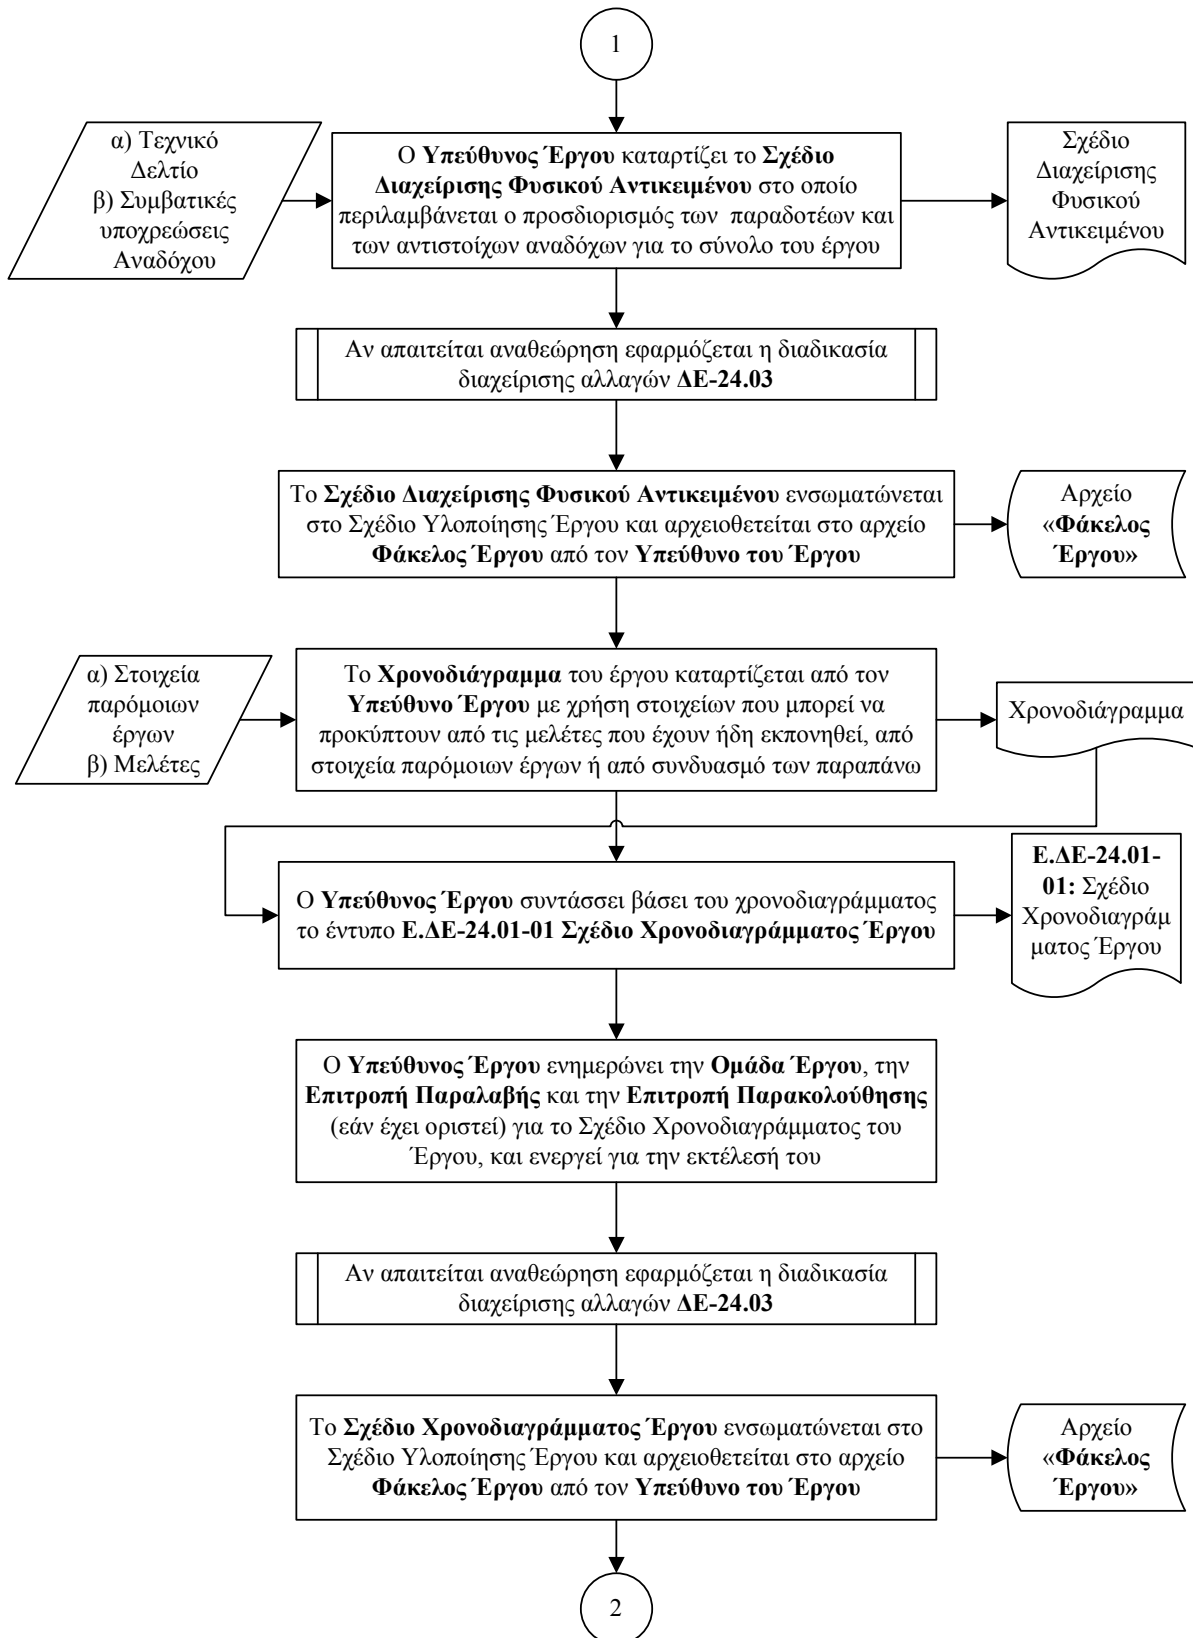 1
α) Τεχνικό
Δελτίο
β) Συμβατικές
υποχρεώσεις
Αναδόχου
Ο Υπεύθυνος Έργου καταρτίζει το Σχέδιο
Διαχείρισης Φυσικού Αντικειμένου στο οποίο
περιλαμβάνεται ο προσδιορισμός των παραδοτέων και
των αντιστοίχων αναδόχων για το σύνολο του έργου
Σχέδιο
Διαχείρισης
Φυσικού
Αντικειμένου
Αν απαιτείται αναθεώρηση εφαρμόζεται η διαδικασία
διαχείρισης αλλαγών ΔΕ-24.03
Το Σχέδιο Διαχείρισης Φυσικού Αντικειμένου ενσωματώνεται
στο Σχέδιο Υλοποίησης Έργου και αρχειοθετείται στο αρχείο
Φάκελος Έργου από τον Υπεύθυνο του Έργου
Αρχείο
«Φάκελος
Έργου»
α) Στοιχεία
παρόμοιων
έργων
β) Μελέτες
Το Χρονοδιάγραμμα του έργου καταρτίζεται από τον
Υπεύθυνο Έργου με χρήση στοιχείων που μπορεί να
προκύπτουν από τις μελέτες που έχουν ήδη εκπονηθεί, από
στοιχεία παρόμοιων έργων ή από συνδυασμό των παραπάνω
Χρονοδιάγραμμα
Ο Υπεύθυνος Έργου συντάσσει βάσει του χρονοδιαγράμματος
το έντυπο Ε.ΔΕ-24.01-01 Σχέδιο Χρονοδιαγράμματος Έργου
Ε.ΔΕ-24.01-
01: Σχέδιο
Χρονοδιαγράμ
ματος Έργου
Ο Υπεύθυνος Έργου ενημερώνει την Ομάδα Έργου, την
Επιτροπή Παραλαβής και την Επιτροπή Παρακολούθησης
(εάν έχει οριστεί) για το Σχέδιο Χρονοδιαγράμματος του
Έργου, και ενεργεί για την εκτέλεσή του
Αν απαιτείται αναθεώρηση εφαρμόζεται η διαδικασία
διαχείρισης αλλαγών ΔΕ-24.03
Το Σχέδιο Χρονοδιαγράμματος Έργου ενσωματώνεται στο
Σχέδιο Υλοποίησης Έργου και αρχειοθετείται στο αρχείο
Φάκελος Έργου από τον Υπεύθυνο του Έργου
Αρχείο
«Φάκελος
Έργου»
2